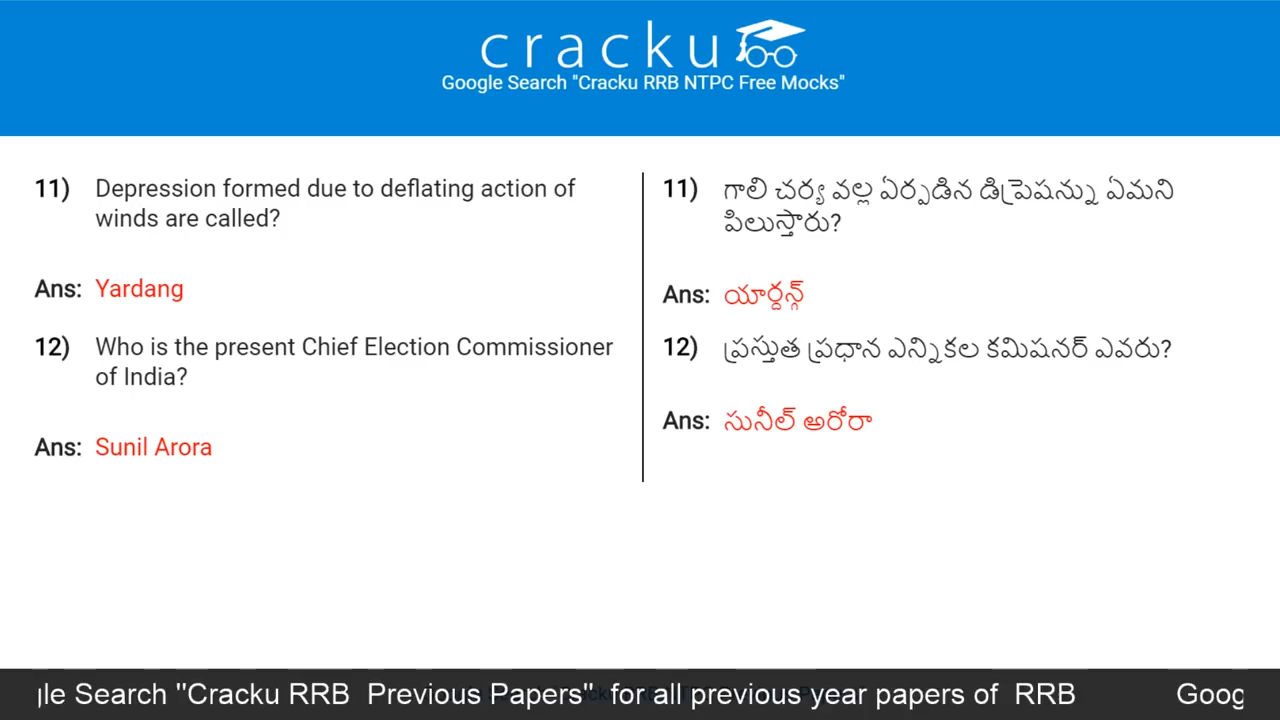 cracku
Google Search "Cracku RRB NTPC Free Mocks"
11) Depression formed due to deflating action of
winds are called?
Ans: Yardang
12) Who is the present Chief Election Commissioner
of India?
Ans: Sunil Arora
11) గాలి చర్య వల్ల ఏర్పడిన డిప్రెషన్ను ఏమని
పిలుస్తారు?
Ans: యార్దన్గ్
12) ప్రస్తుత ప్రధాన ఎన్నికల కమిషనర్ ఎవరు?
Ans: సునీల్ అరోరా
gle Search "Cracku RRB Previous Papers" for all previous year papers of RRB Goog